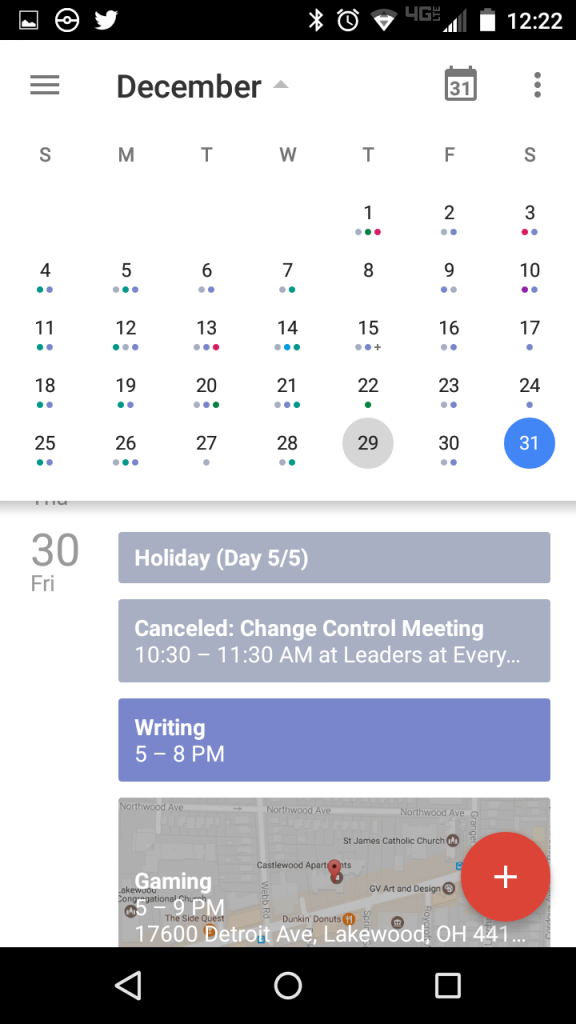 4G LTE 12:22
December 31
S M T W T F S
1 2 3
4 5 6 7 8 9 10
11 12 13 14 15 16 17
18 19 20 21 22 23 24
25 26 27 28 29 30 31
Thu
30
Fri
Holiday (Day 5/5)
Canceled: Change Control Meeting
10:30 – 11:30 AM at Leaders at Every...
Writing
5 – 8 PM
Northwood Ave Northwood Ave Northwood Ave
St James Catholic Church
Castlewood Apartments
GV Art and Design
Gaming
Lakewood
Congregational Church
5 – 9 PM
The Side Quest Dunkin' Donuts
Webb Rd
17600 Detroit Ave, Lakewood, OH 441...
+